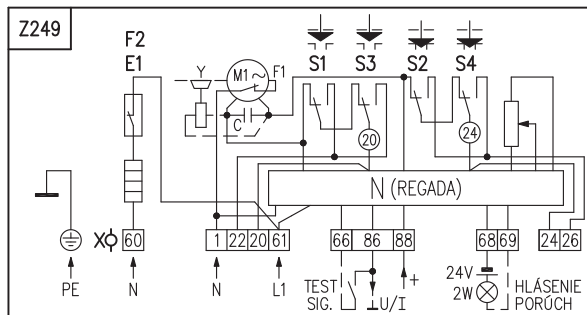 Z249
F2
E1
Y
M1 ~
F1
C
S1
S3
S2
S4
20
24
N (REGADA)
X
60
1
22
20
61
66
86
88
68
69
24
26
PE
N
N
L1
TEST
SIG.
U/I
+
24V
2W
HLÁSENIE
PORÚCH